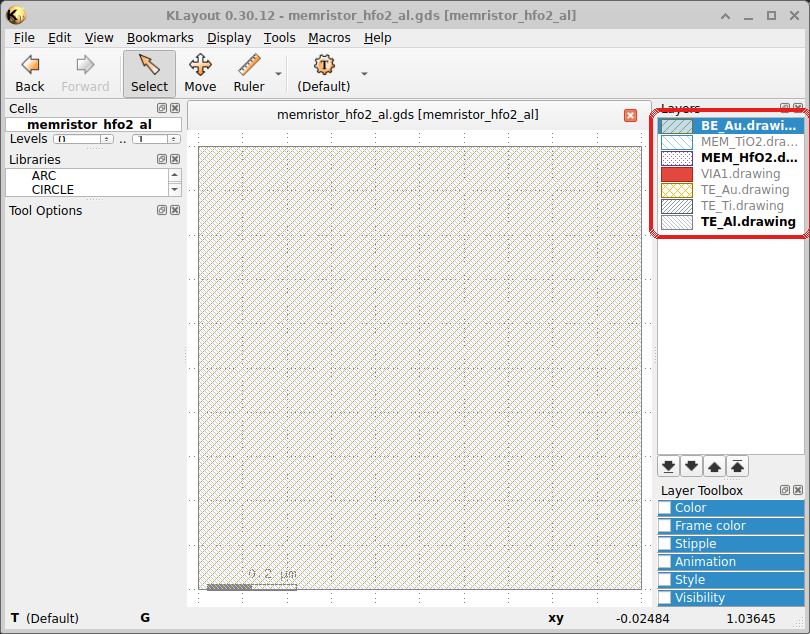 KLayout 0.30.12 - memristor_hfo2_al.gds [memristor_hfo2_al]
File Edit View Bookmarks Display Tools Macros Help
Back Forward Select Move Ruler (Default)
Cells
memristor_hfo2_al
Levels 0 .. 1
Libraries
ARC
CIRCLE
Tool Options
memristor_hfo2_al.gds [memristor_hfo2_al]
0.2 µm
Layers
BE_Au.drawi...
MEM_TiO2.dra...
MEM_HfO2.d...
VIA1.drawing
TE_Au.drawing
TE_Ti.drawing
TE_Al.drawing
Layer Toolbox
Color
Frame color
Stipple
Animation
Style
Visibility
T (Default) G xy -0.02484 1.03645